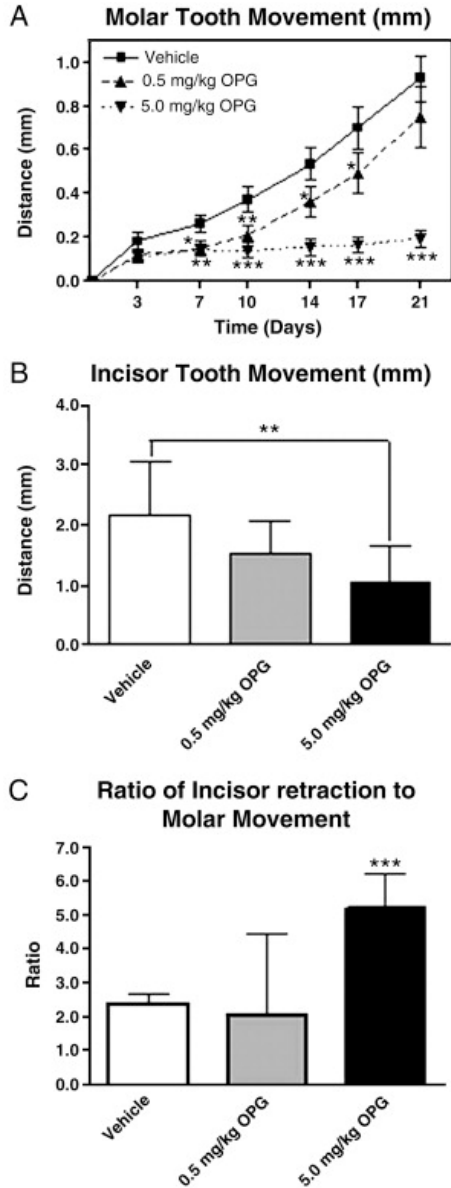 A
Molar Tooth Movement (mm)
Vehicle
0.5 mg/kg OPG
5.0 mg/kg OPG
Distance (mm)
1.0
0.8
0.6
0.4
0.2
0.0
*
**
**
***
*
***
*
***
***
3 7 10 14 17 21
Time (Days)
B
Incisor Tooth Movement (mm)
Distance (mm)
4.0
3.0
2.0
1.0
0.0
**
Vehicle
0.5 mg/kg OPG
5.0 mg/kg OPG
C
Ratio of Incisor retraction to
Molar Movement
Ratio
7.0
6.0
5.0
4.0
3.0
2.0
1.0
0.0
***
Vehicle
0.5 mg/kg OPG
5.0 mg/kg OPG